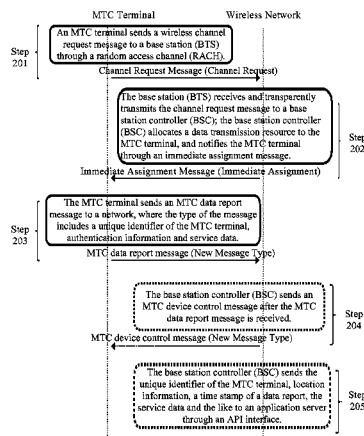 MTC Terminal
Wireless Network
Step
201
An MTC terminal sends a wireless channel
request message to a base station (BTS)
through a random access channel (RACH).
Channel Request Message (Channel Request)
The base station (BTS) receives and transparently
transmits the channel request message to a base
station controller (BSC); the base station controller
(BSC) allocates a data transmission resource to the
MTC terminal, and notifies the MTC terminal
through an immediate assignment message.
Step
202
Immediate Assignment Message (Immediate Assignment)
Step
203
The MTC terminal sends an MTC data report
message to a network, where the type of the message
includes a unique identifier of the MTC terminal,
authentication information and service data.
MTC data report message (New Message Type)
The base station controller (BSC) sends an
MTC device control message after the MTC
data report message is received.
Step
204
MTC device control message (New Message Type)
The base station controller (BSC) sends the
unique identifier of the MTC terminal, location
information, a time stamp of a data report, the
service data and the like to an application server
through an API interface.
Step
205